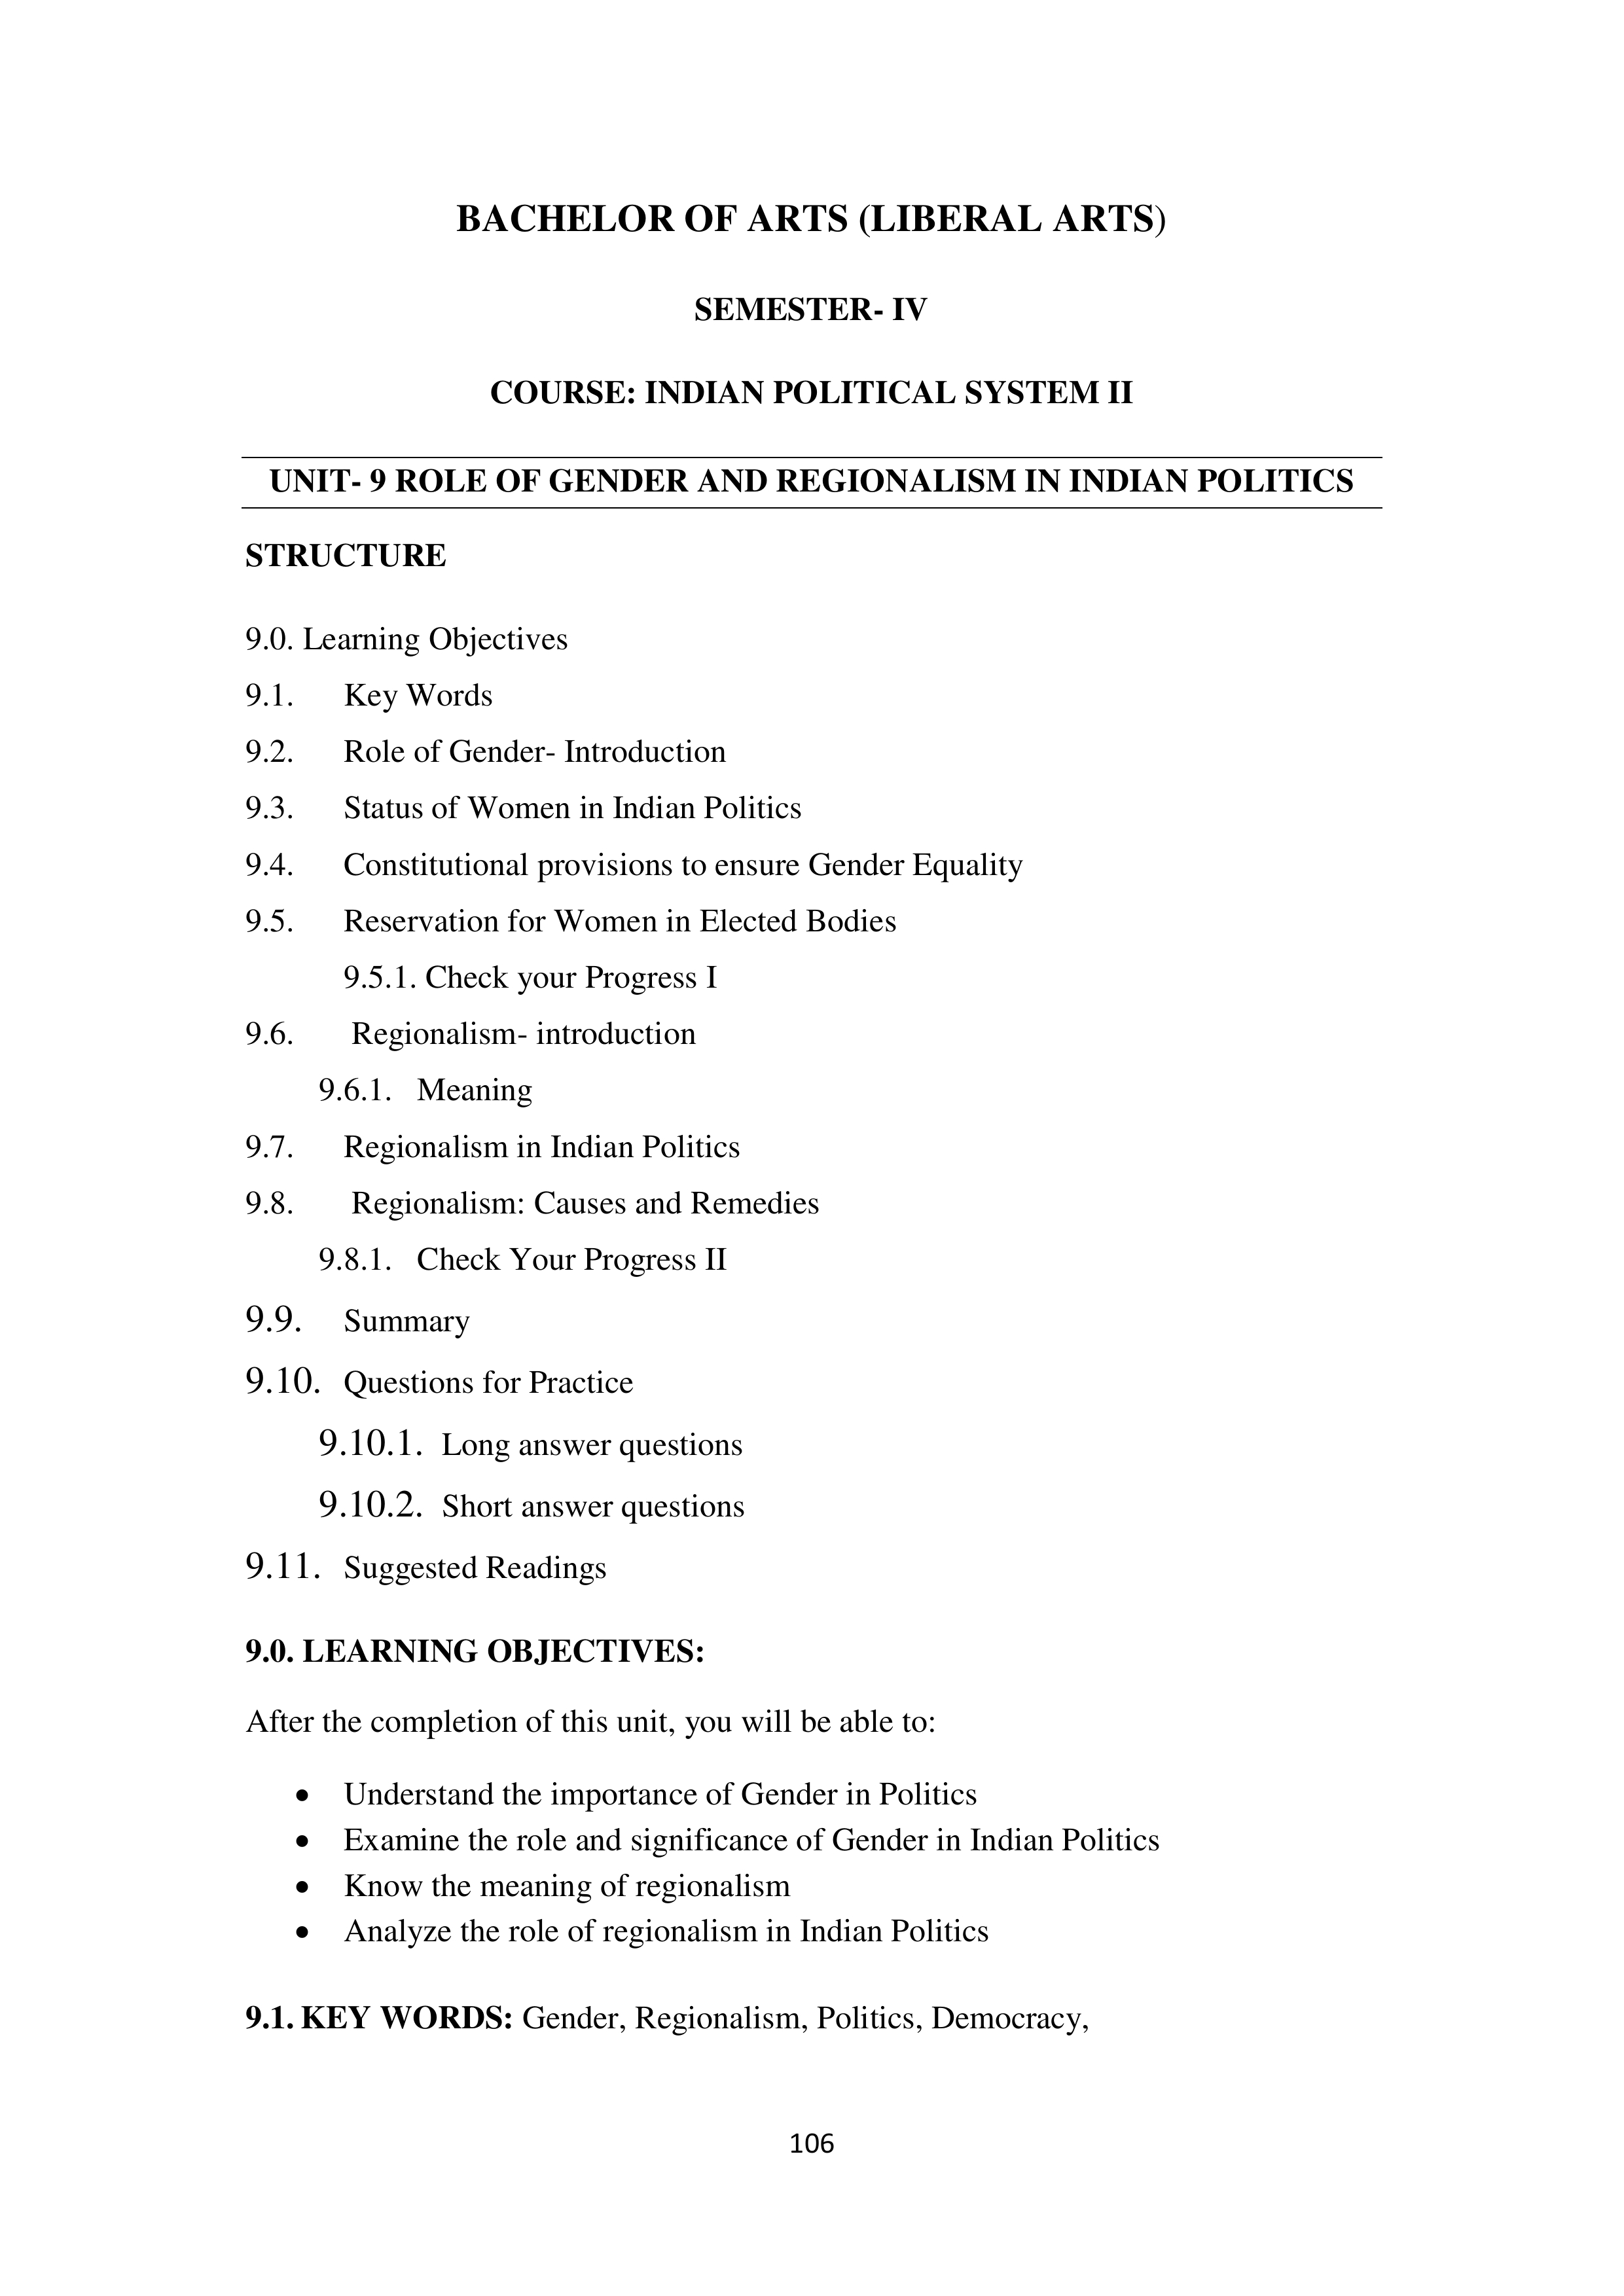 BACHELOR OF ARTS (LIBERAL ARTS)
SEMESTER- IV
COURSE: INDIAN POLITICAL SYSTEM II
UNIT- 9 ROLE OF GENDER AND REGIONALISM IN INDIAN POLITICS
STRUCTURE
9.0. Learning Objectives
9.1. Key Words
9.2. Role of Gender- Introduction
9.3. Status of Women in Indian Politics
9.4. Constitutional provisions to ensure Gender Equality
9.5. Reservation for Women in Elected Bodies
9.5.1. Check your Progress I
9.6. Regionalism- introduction
9.6.1. Meaning
9.7. Regionalism in Indian Politics
9.8. Regionalism: Causes and Remedies
9.8.1. Check Your Progress II
9.9. Summary
9.10. Questions for Practice
9.10.1. Long answer questions
9.10.2. Short answer questions
9.11. Suggested Readings
9.0. LEARNING OBJECTIVES:
After the completion of this unit, you will be able to:
• Understand the importance of Gender in Politics
• Examine the role and significance of Gender in Indian Politics
• Know the meaning of regionalism
• Analyze the role of regionalism in Indian Politics
9.1. KEY WORDS: Gender, Regionalism, Politics, Democracy,
106